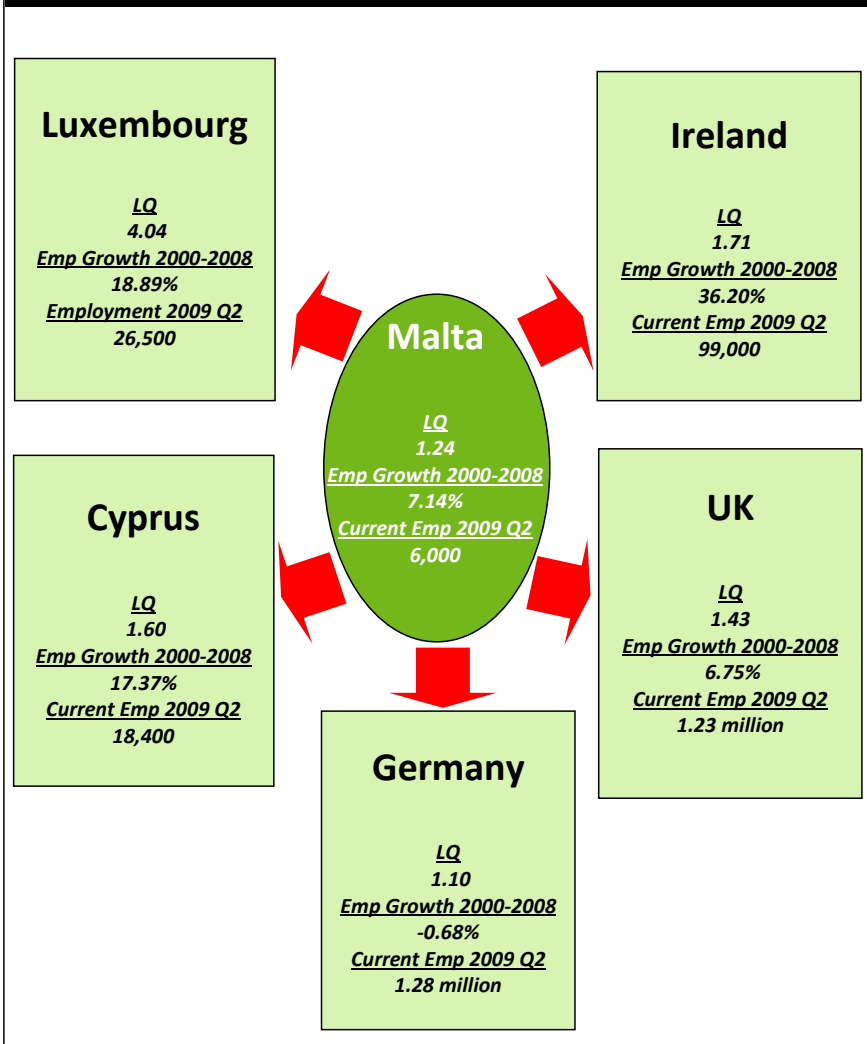 Luxembourg
LQ
4.04
Emp Growth 2000-2008
18.89%
Employment 2009 Q2
26,500
Ireland
LQ
1.71
Emp Growth 2000-2008
36.20%
Current Emp 2009 Q2
99,000
Malta
LQ
1.24
Emp Growth 2000-2008
7.14%
Current Emp 2009 Q2
6,000
Cyprus
LQ
1.60
Emp Growth 2000-2008
17.37%
Current Emp 2009 Q2
18,400
UK
LQ
1.43
Emp Growth 2000-2008
6.75%
Current Emp 2009 Q2
1.23 million
Germany
LQ
1.10
Emp Growth 2000-2008
-0.68%
Current Emp 2009 Q2
1.28 million